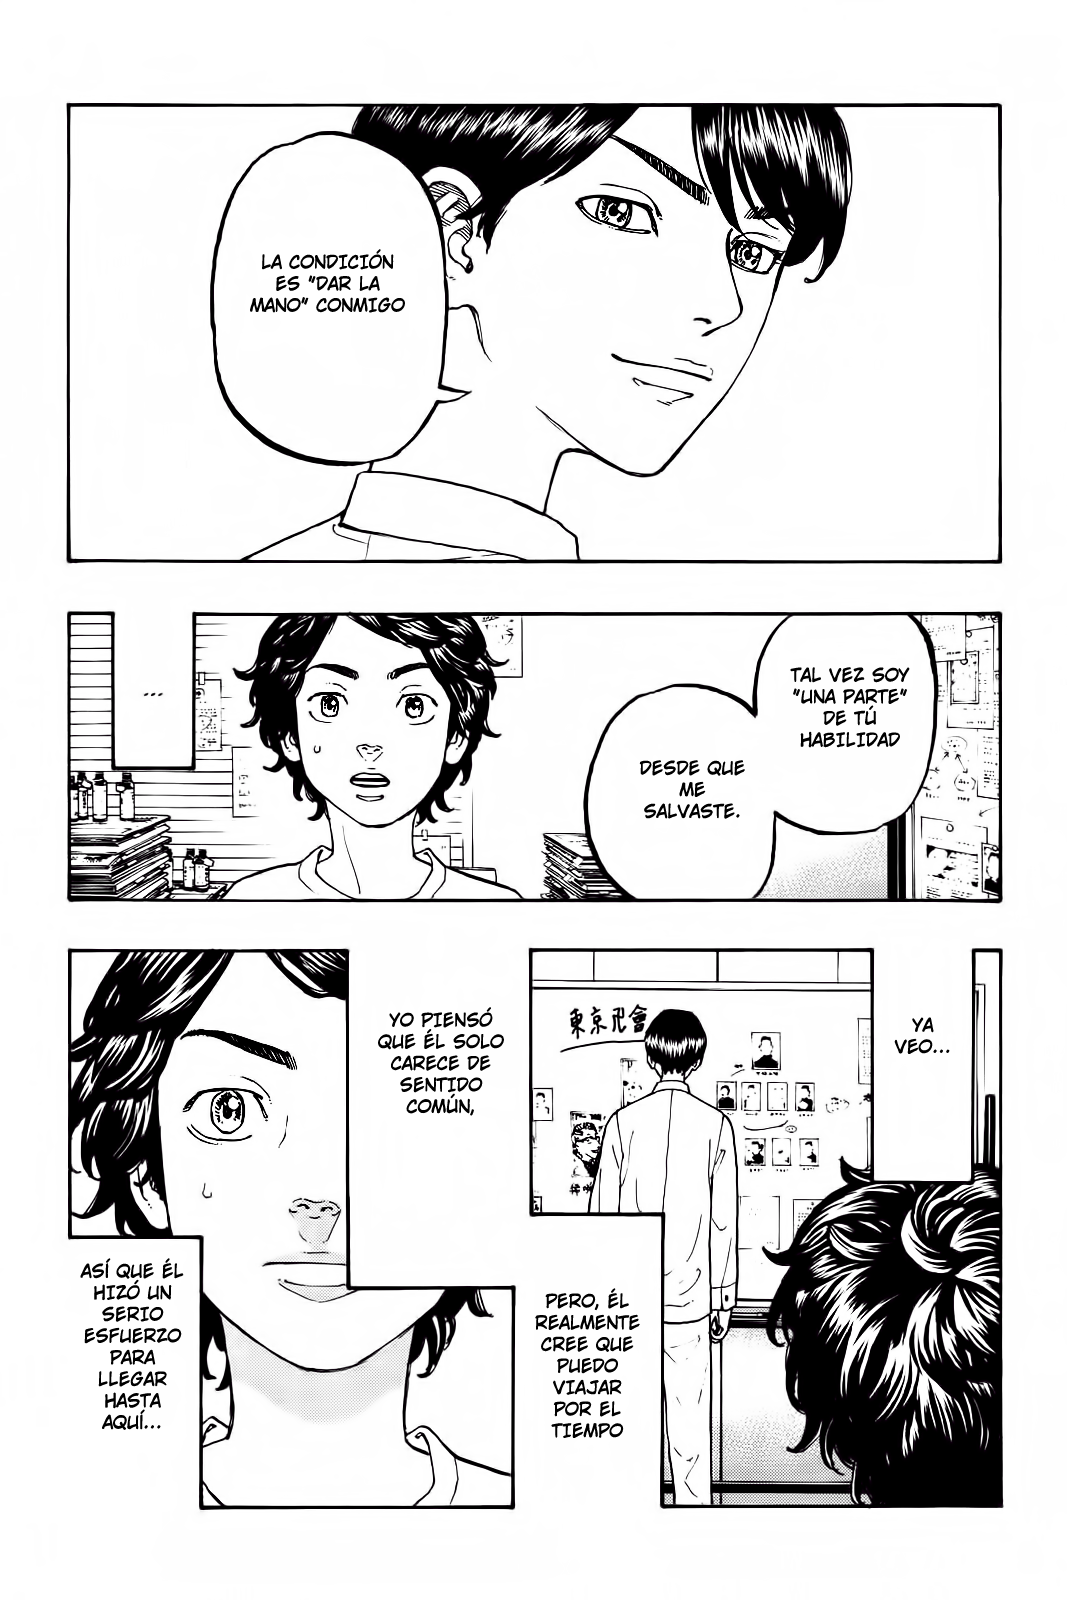 LA CONDICIÓN
ES "DAR LA
MANO" CONMIGO
...
TAL VEZ SOY
"UNA PARTE"
DE TÚ
HABILIDAD
DESDE QUE
ME
SALVASTE.
YA
VEO...
東京卍會
YO PIENSÓ
QUE ÉL SOLO
CARECE DE
SENTIDO
COMÚN,
PERO, ÉL
REALMENTE
CREE QUE
PUEDO
VIAJAR
POR EL
TIEMPO
ASÍ QUE ÉL
HIZÓ UN
SERIO
ESFUERZO
PARA
LLEGAR
HASTA
AQUÍ...